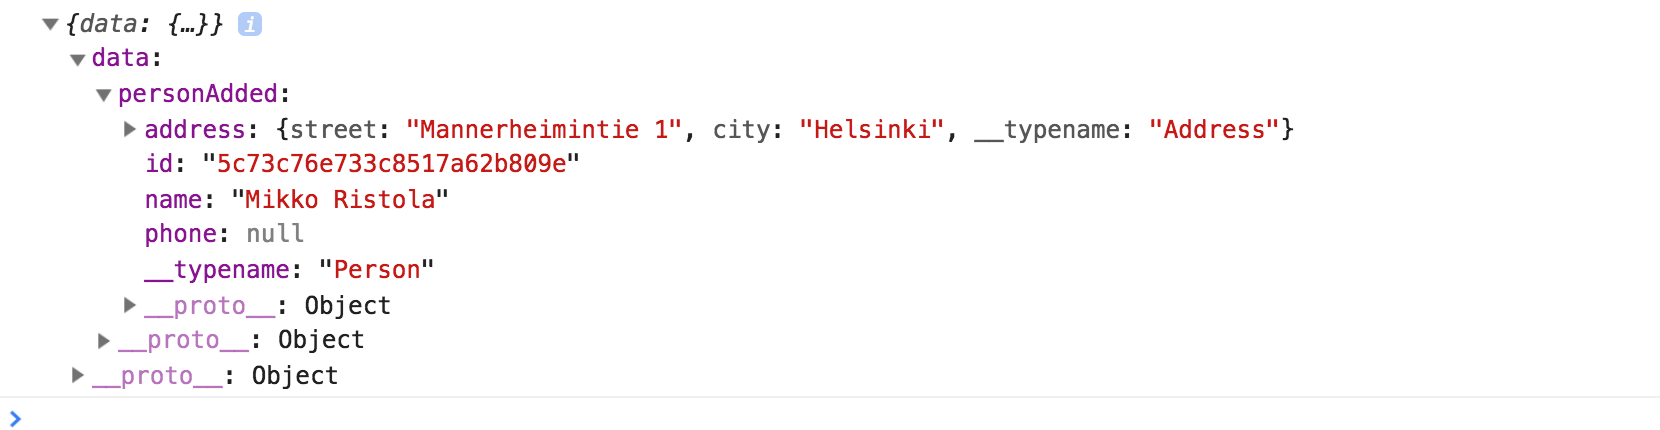 {data: {…}} i
data:
personAdded:
address: {street: "Mannerheimintie 1", city: "Helsinki", __typename: "Address"}
id: "5c73c76e733c8517a62b809e"
name: "Mikko Ristola"
phone: null
__typename: "Person"
__proto__: Object
__proto__: Object
__proto__: Object